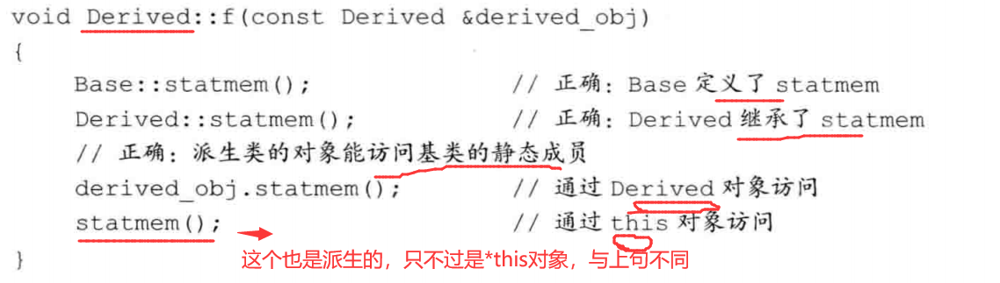 void Derived::f(const Derived &derived_obj)
{
Base::statmem(); // 正确：Base 定义了 statmem
Derived::statmem(); // 正确：Derived 继承了 statmem
// 正确：派生类的对象能访问基类的静态成员
derived_obj.statmem(); // 通过 Derived 对象访问
statmem(); // 通过 this 对象访问
这个也是派生的，只不过是*this对象，与上句不同
}